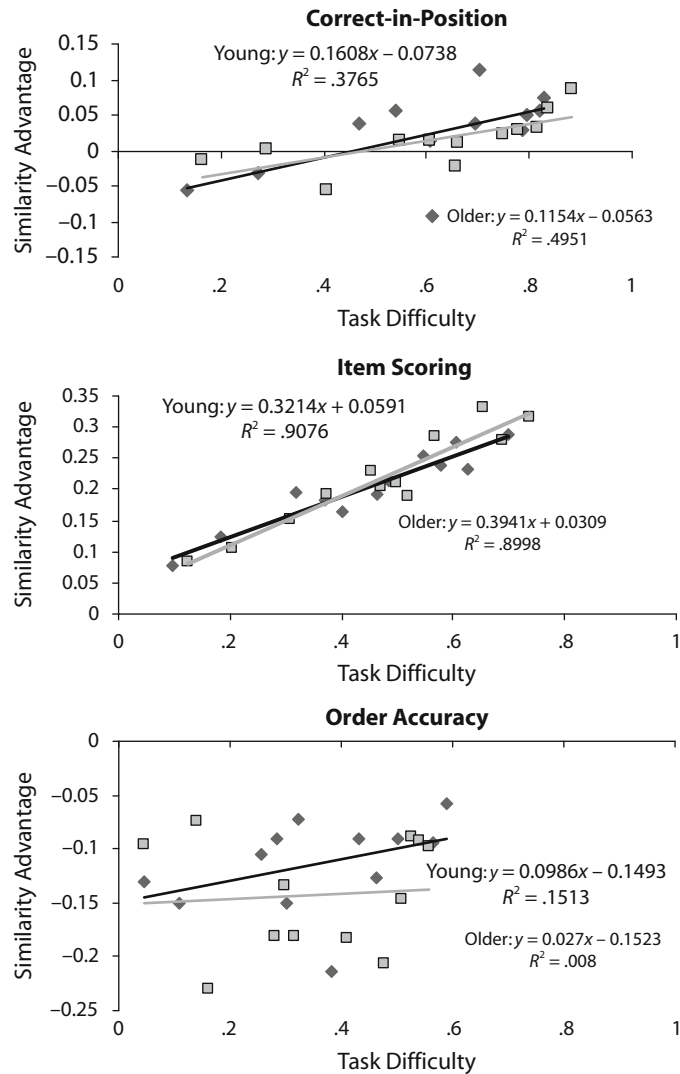 Correct-in-Position
Similarity Advantage
0.15
0.1
0.05
0
−0.05
−0.1
−0.15
Young: y = 0.1608x – 0.0738
R² = .3765
Older: y = 0.1154x – 0.0563
R² = .4951
0 .2 .4 .6 .8 1
Task Difficulty
Item Scoring
Similarity Advantage
0.35
0.3
0.25
0.2
0.15
0.1
0.05
0
Young: y = 0.3214x + 0.0591
R² = .9076
Older: y = 0.3941x + 0.0309
R² = .8998
0 .2 .4 .6 .8 1
Task Difficulty
Order Accuracy
Similarity Advantage
0
−0.05
−0.1
−0.15
−0.2
−0.25
Young: y = 0.0986x – 0.1493
R² = .1513
Older: y = 0.027x – 0.1523
R² = .008
0 .2 .4 .6 .8 1
Task Difficulty